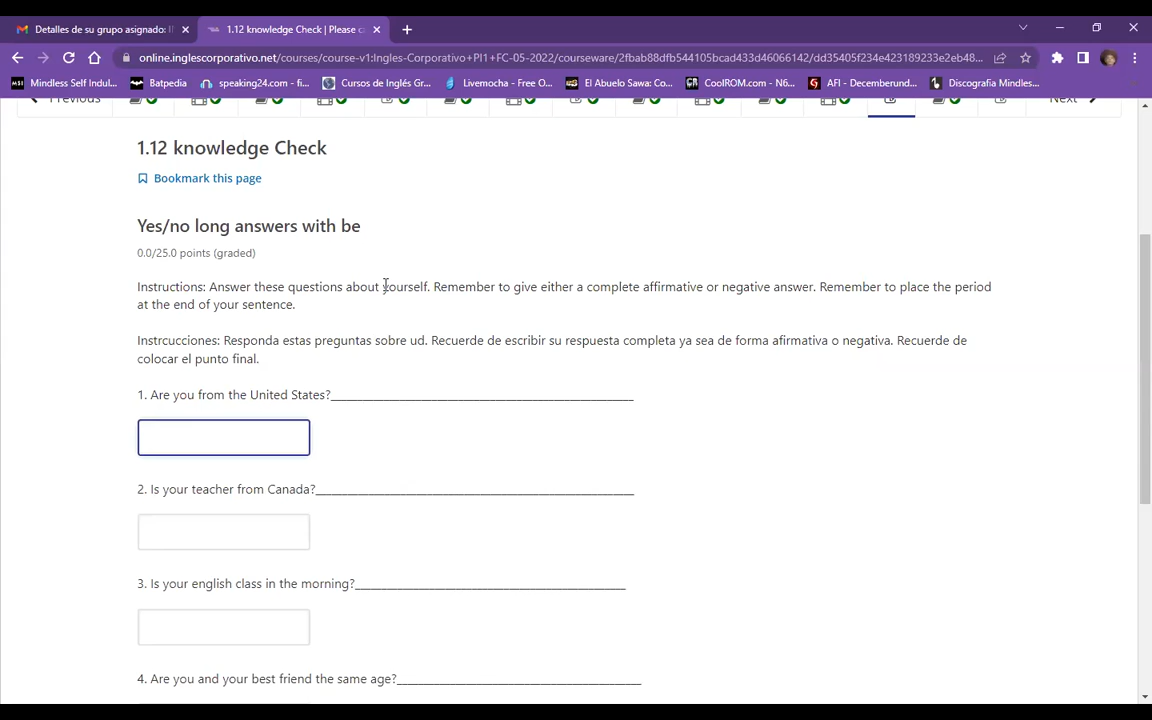 Detalles de su grupo asignado: I
1.12 knowledge Check | Please c
online.inglescorporativo.net/courses/course-v1:Ingles-Corporativo+PI1+FC-05-2022/courseware/2fbab88dfb544105bcad433d46066142/dd35405f234e423189233e2eb48...
Mindless Self Indul...
Batpedia
speaking24.com - fi...
Cursos de Inglés Gr...
Livemocha - Online...
El Abuelo Sawa: Co...
CoolROM.com - N6...
AFI - Decemberund...
Discografia Mindles...
Previous
Next
1.12 knowledge Check
Bookmark this page
Yes/no long answers with be
0.0/25.0 points (graded)
Instructions: Answer these questions about yourself. Remember to give either a complete affirmative or negative answer. Remember to place the period
at the end of your sentence.
Instrcucciones: Responda estas preguntas sobre ud. Recuerde de escribir su respuesta completa ya sea de forma afirmativa o negativa. Recuerde de
colocar el punto final.
1. Are you from the United States?
2. Is your teacher from Canada?
3. Is your english class in the morning?
4. Are you and your best friend the same age?